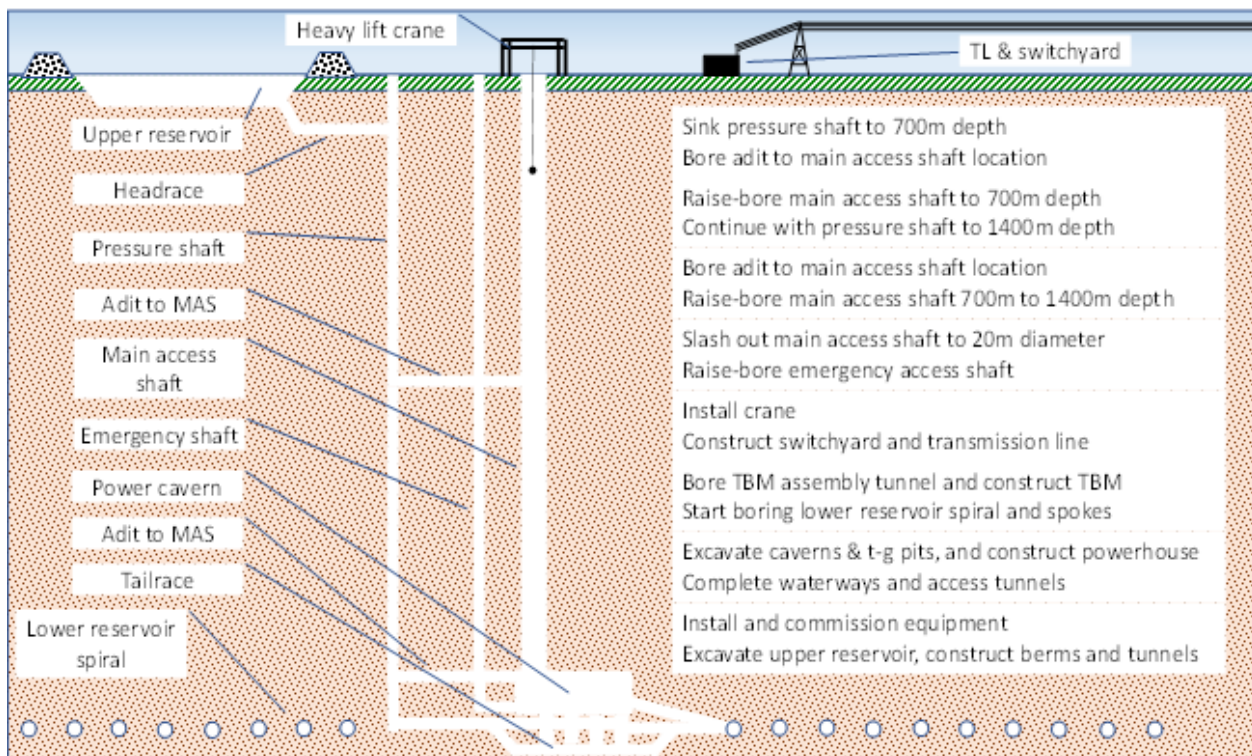 Heavy lift crane
TL & switchyard
Upper reservoir
Headrace
Pressure shaft
Adit to MAS
Main access
shaft
Emergency shaft
Power cavern
Adit to MAS
Tailrace
Lower reservoir
spiral
Sink pressure shaft to 700m depth
Bore adit to main access shaft location
Raise-bore main access shaft to 700m depth
Continue with pressure shaft to 1400m depth
Bore adit to main access shaft location
Raise-bore main access shaft 700m to 1400m depth
Slash out main access shaft to 20m diameter
Raise-bore emergency access shaft
Install crane
Construct switchyard and transmission line
Bore TBM assembly tunnel and construct TBM
Start boring lower reservoir spiral and spokes
Excavate caverns & t-g pits, and construct powerhouse
Complete waterways and access tunnels
Install and commission equipment
Excavate upper reservoir, construct berms and tunnels